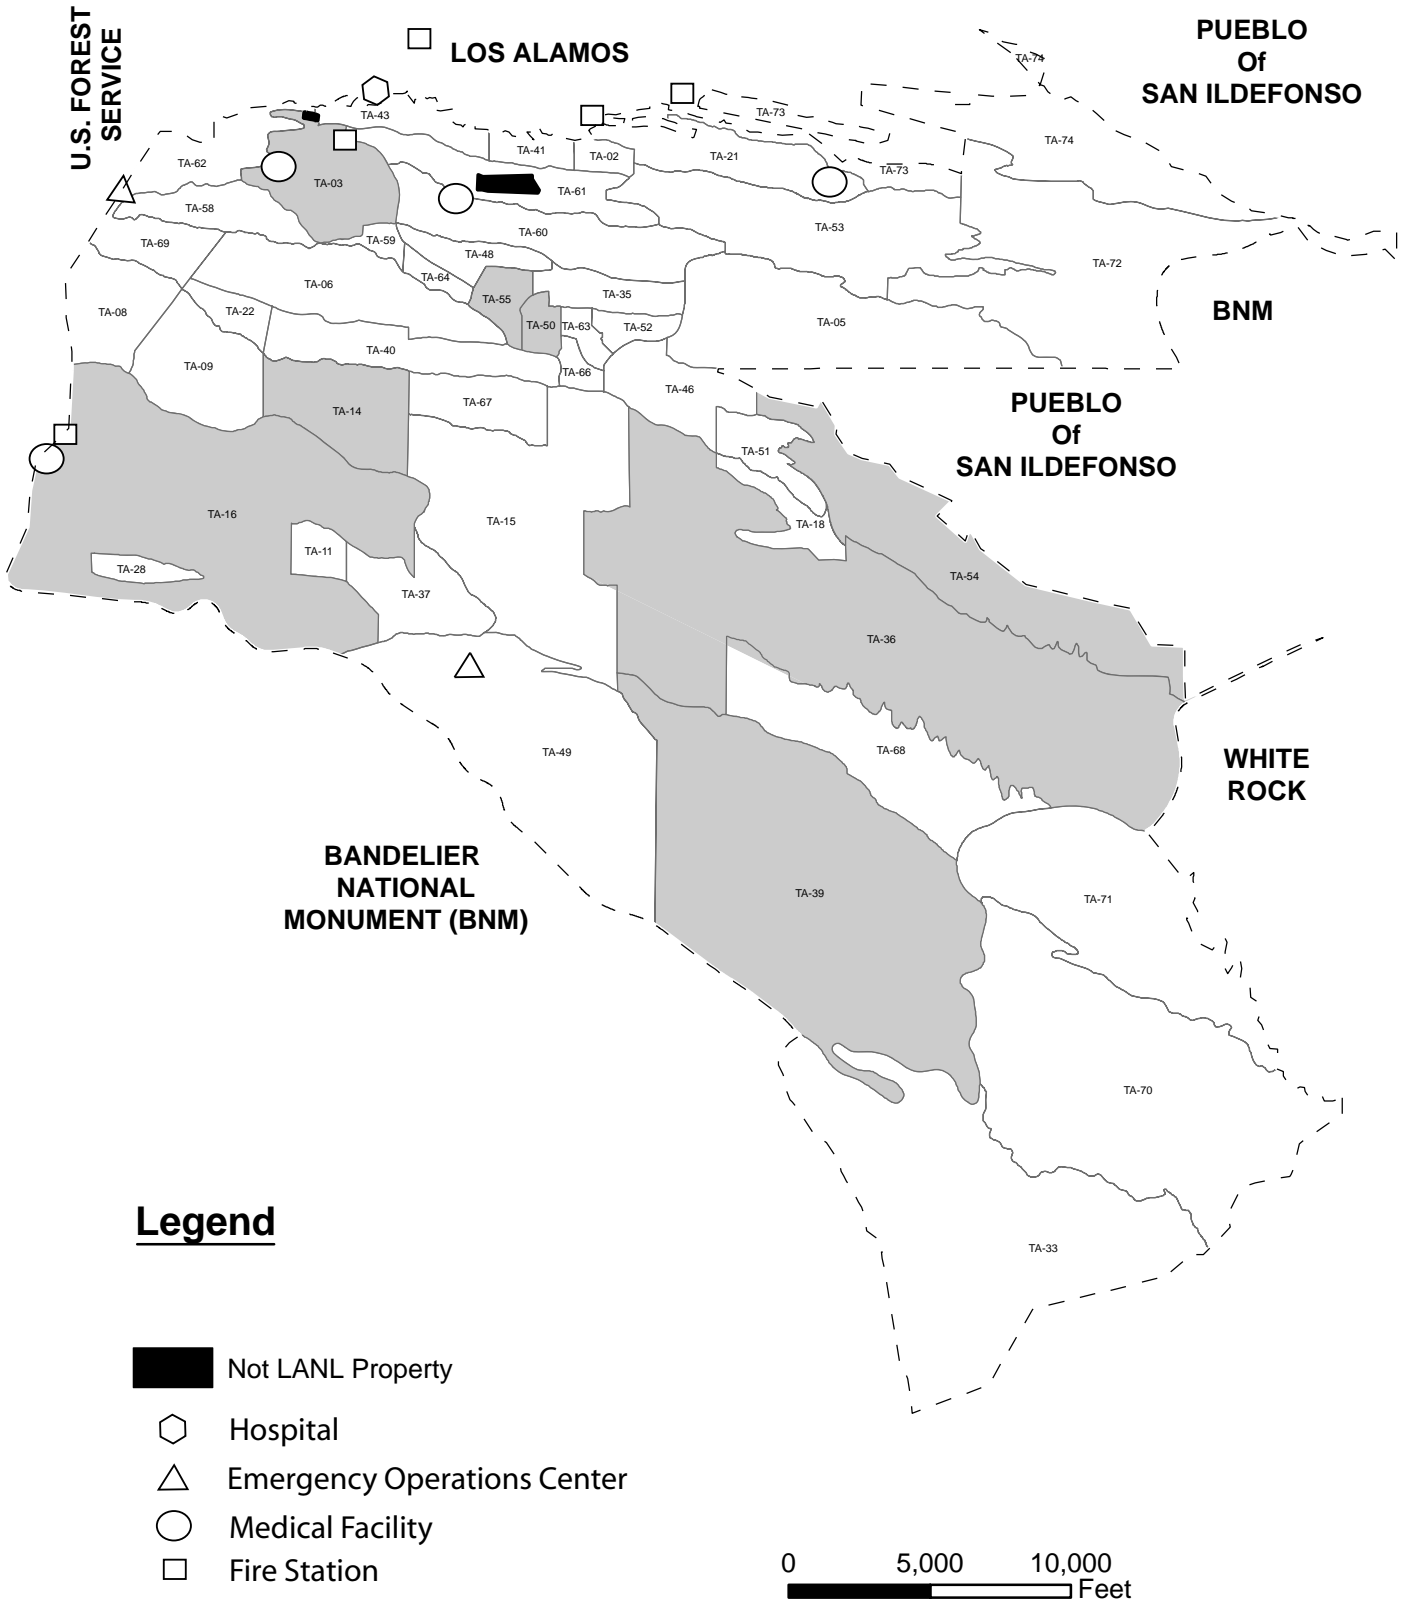 U.S. FOREST
SERVICE
LOS ALAMOS
PUEBLO
Of
SAN ILDEFONSO
TA-74
TA-43
TA-73
TA-74
TA-62
TA-41
TA-02
TA-21
TA-73
TA-03
TA-61
TA-58
TA-53
TA-69
TA-59
TA-60
TA-48
TA-72
TA-64
TA-06
TA-55
TA-35
TA-08
TA-22
TA-50
TA-63
TA-52
TA-05
BNM
TA-40
TA-09
TA-66
TA-46
TA-67
TA-14
PUEBLO
Of
SAN ILDEFONSO
TA-51
TA-16
TA-15
TA-18
TA-11
TA-28
TA-54
TA-37
TA-36
TA-49
TA-68
WHITE
ROCK
BANDELIER
NATIONAL
MONUMENT (BNM)
TA-39
TA-71
TA-70
TA-33
Legend
Not LANL Property
Hospital
Emergency Operations Center
Medical Facility
Fire Station
0 5,000 10,000
Feet